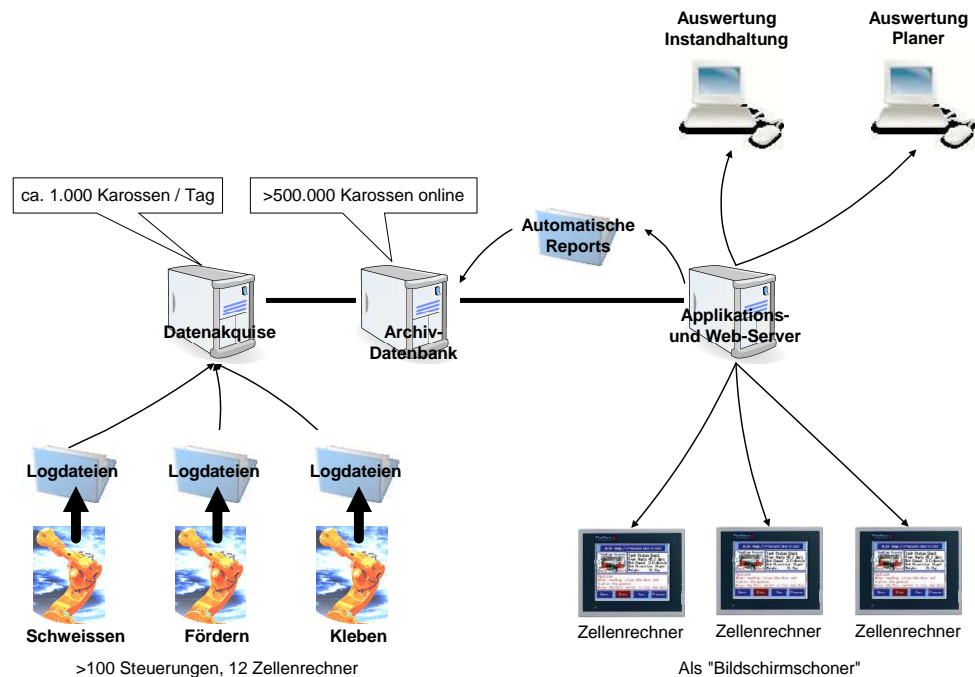 Auswertung
Instandhaltung
Auswertung
Planer
ca. 1.000 Karossen / Tag
>500.000 Karossen online
Automatische
Reports
Datenakquise
Archiv-
Datenbank
Applikations-
und Web-Server
Logdateien
Logdateien
Logdateien
Schweissen
Fördern
Kleben
>100 Steuerungen, 12 Zellenrechner
Zellenrechner
Zellenrechner
Zellenrechner
Als "Bildschirmschoner"